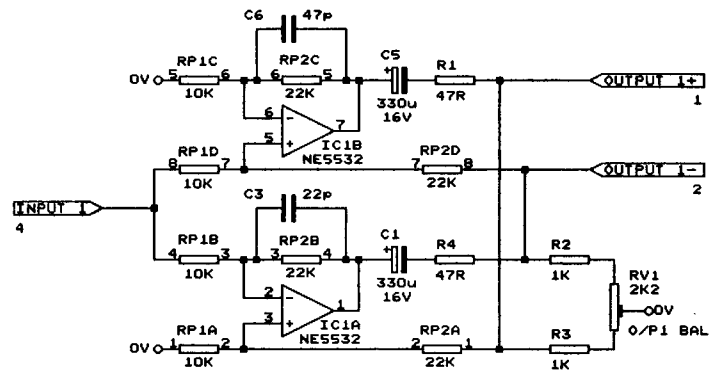 C6 47p
RP1C RP2C C5 R1
0V 5 6 6 5 + OUTPUT 1+
10K 22K 330u 47R 1
16V
6 - 7
5 + IC1B
NE5532
RP1D RP2D
8 7 7 8 OUTPUT 1-
10K 22K 2
C3 22p
INPUT 1
4
RP1B RP2B C1 R4 R2
3 3 4 +
10K 22K 330u 47R 1K
16V
RV1
2K2
2 - 1 0V
3 + IC1A O/P1 BAL
NE5532
RP1A RP2A R3
0V 1 2 2 1
10K 22K 1K